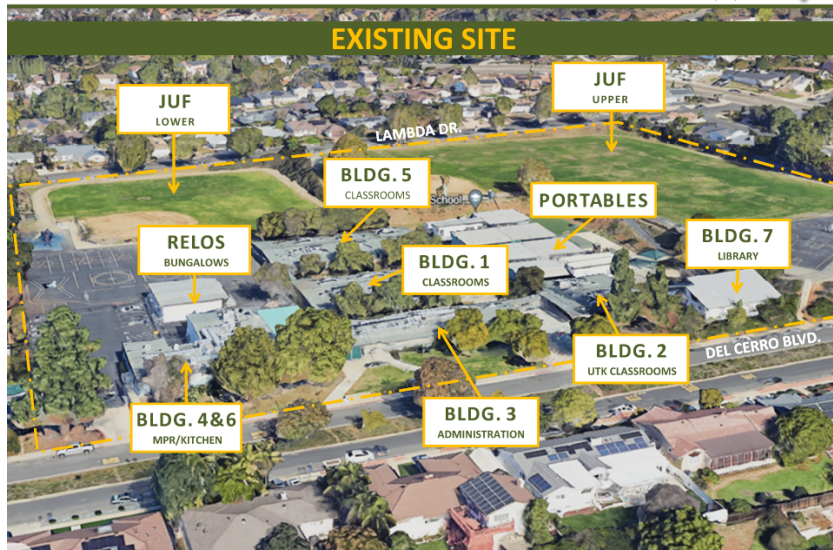 EXISTING SITE
JUF
LOWER
JUF
UPPER
LAMBDA DR.
BLDG. 5
CLASSROOMS
School
PORTABLES
RELOS
BUNGALOWS
BLDG. 1
CLASSROOMS
BLDG. 7
LIBRARY
BLDG. 2
UTK CLASSROOMS
DEL CERRO BLVD.
BLDG. 4&6
MPR/KITCHEN
BLDG. 3
ADMINISTRATION